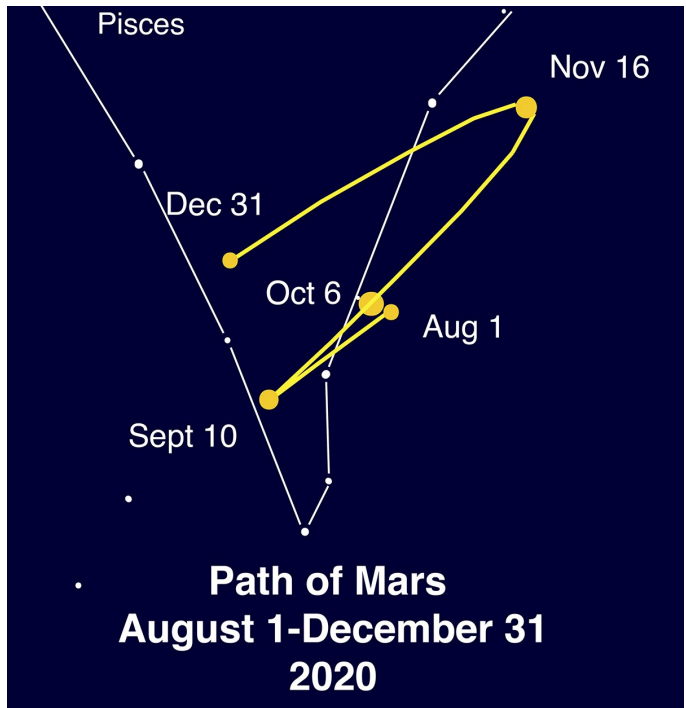 Pisces
Nov 16
Dec 31
Oct 6
Aug 1
Sept 10
Path of Mars
August 1-December 31
2020